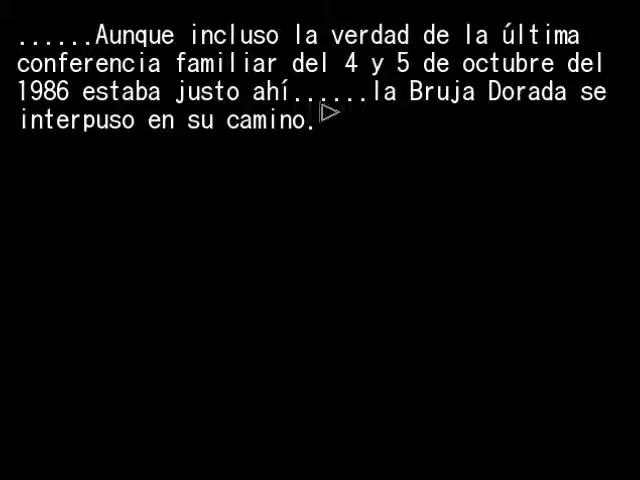 ......Aunque incluso la verdad de la última
conferencia familiar del 4 y 5 de octubre del
1986 estaba justo ahí......la Bruja Dorada se
interpuso en su camino.